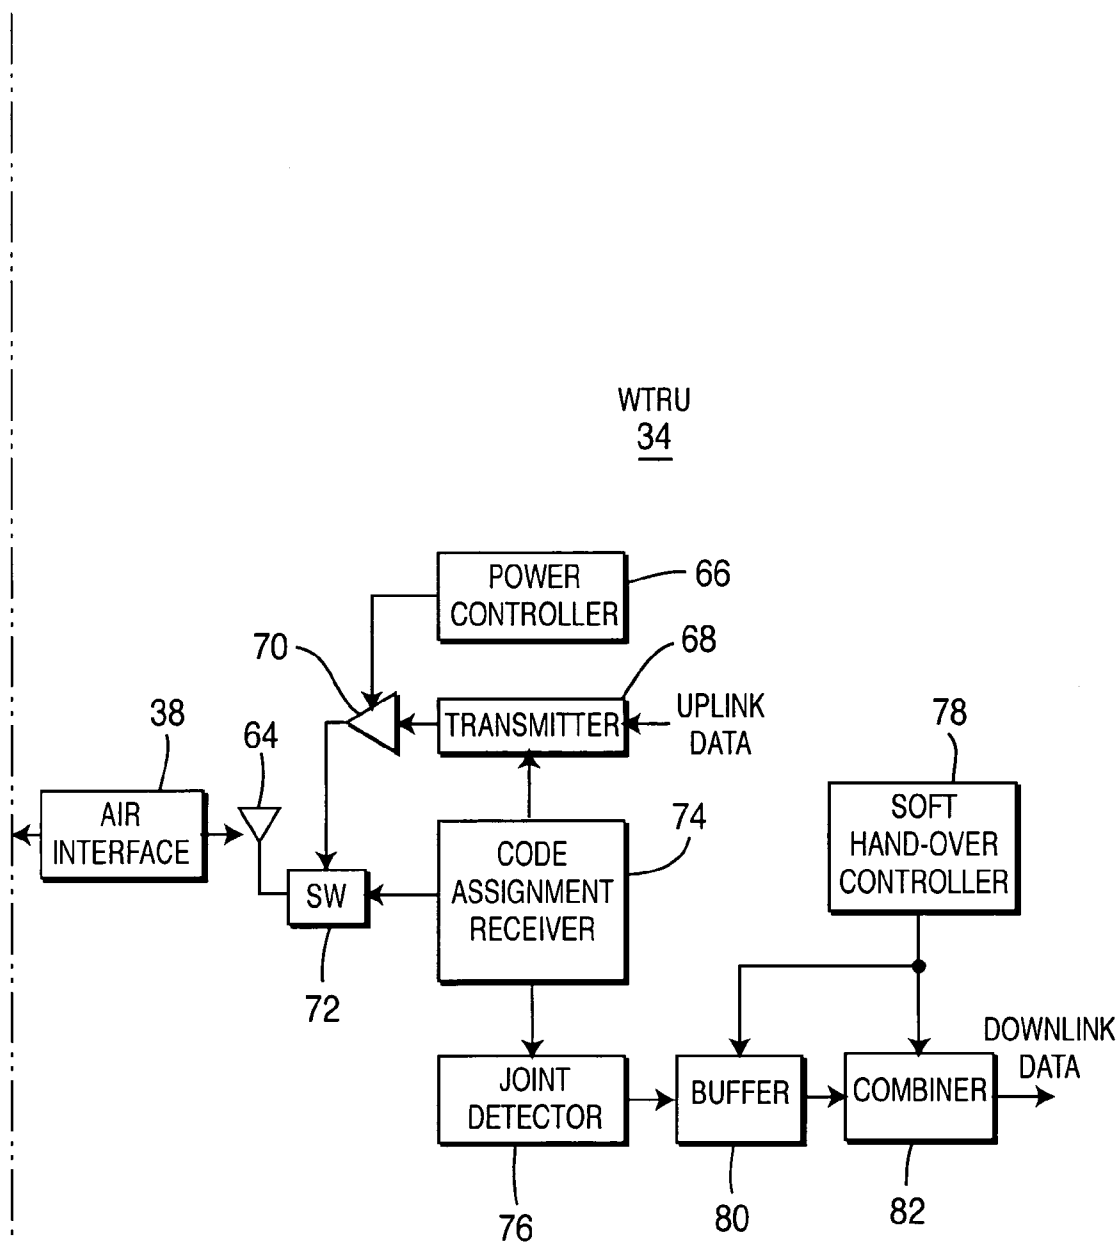 WTRU
34
POWER
CONTROLLER
66
70
68
TRANSMITTER
UPLINK
DATA
38
64
78
AIR
INTERFACE
SOFT
HAND-OVER
CONTROLLER
74
CODE
ASSIGNMENT
RECEIVER
SW
72
DOWNLINK
DATA
JOINT
DETECTOR
BUFFER
COMBINER
76
80
82